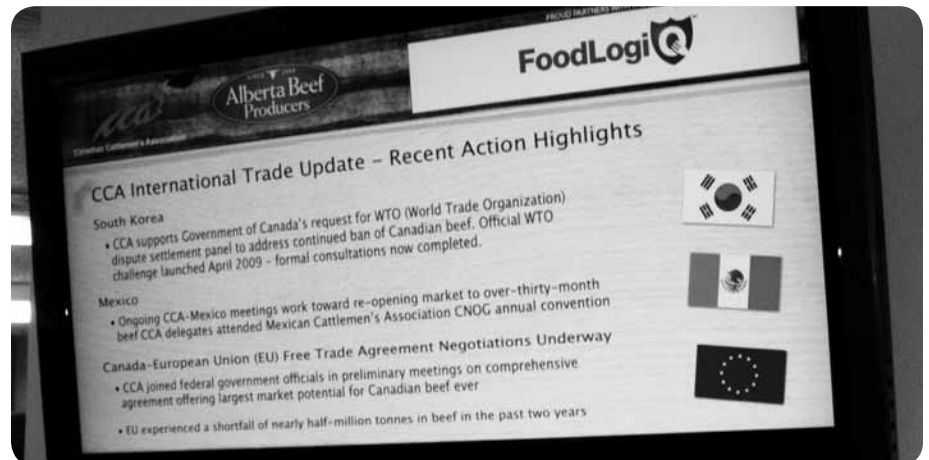 PROUD PARTNERS WITH
FoodLogiQ
SINCE
Alberta Beef
Producers
cca
Canadian Cattlemen's Association
CCA International Trade Update – Recent Action Highlights
South Korea
• CCA supports Government of Canada's request for WTO (World Trade Organization)
dispute settlement panel to address continued ban of Canadian beef. Official WTO
challenge launched April 2009 – formal consultations now completed.
Mexico
• Ongoing CCA-Mexico meetings work toward re-opening market to over-thirty-month
beef CCA delegates attended Mexican Cattlemen's Association CNOG annual convention
Canada-European Union (EU) Free Trade Agreement Negotiations Underway
• CCA joined federal government officials in preliminary meetings on comprehensive
agreement offering largest market potential for Canadian beef ever
• EU experienced a shortfall of nearly half-million tonnes in beef in the past two years